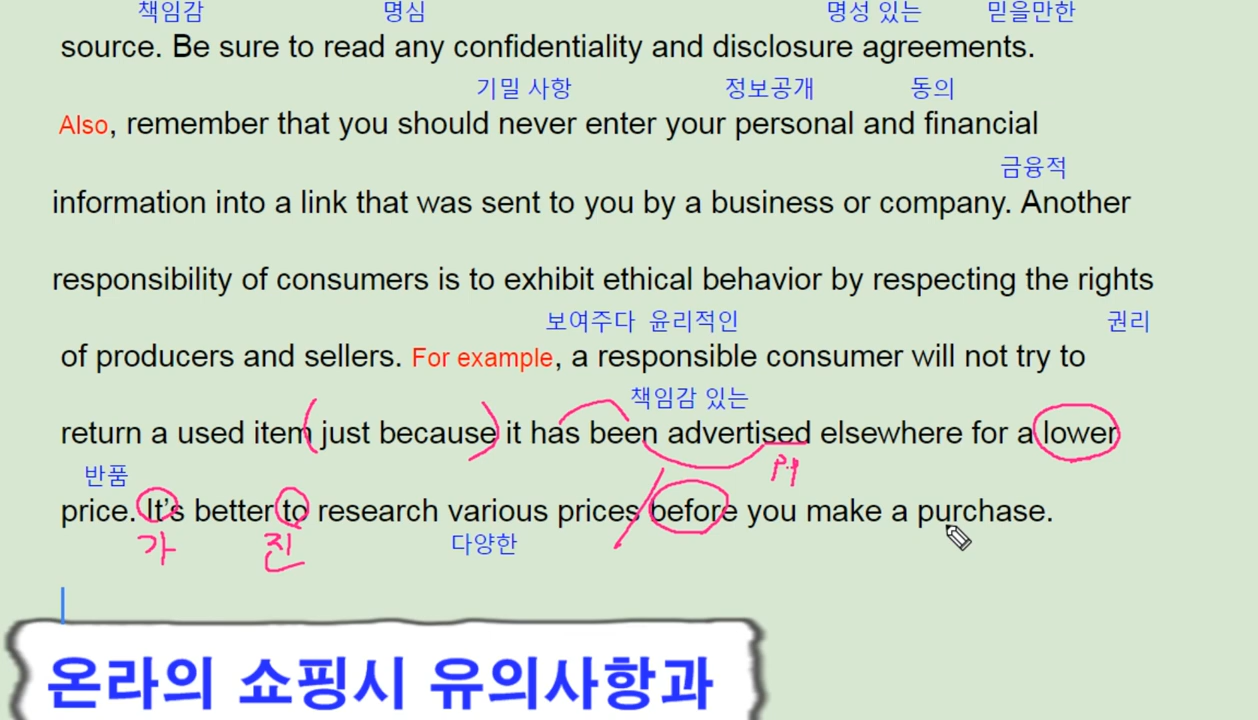 책임감 명심 명성 있는 믿을만한
source. Be sure to read any confidentiality and disclosure agreements.
기밀 사항 정보공개 동의
Also, remember that you should never enter your personal and financial
금융적
information into a link that was sent to you by a business or company. Another
responsibility of consumers is to exhibit ethical behavior by respecting the rights
보여주다 윤리적인 권리
of producers and sellers. For example, a responsible consumer will not try to
책임감 있는
return a used item (just because) it has been advertised elsewhere for a lower
반품 pp
price. It's better to research various prices / before you make a purchase.
가 진 다양한
온라의 쇼핑시 유의사항과